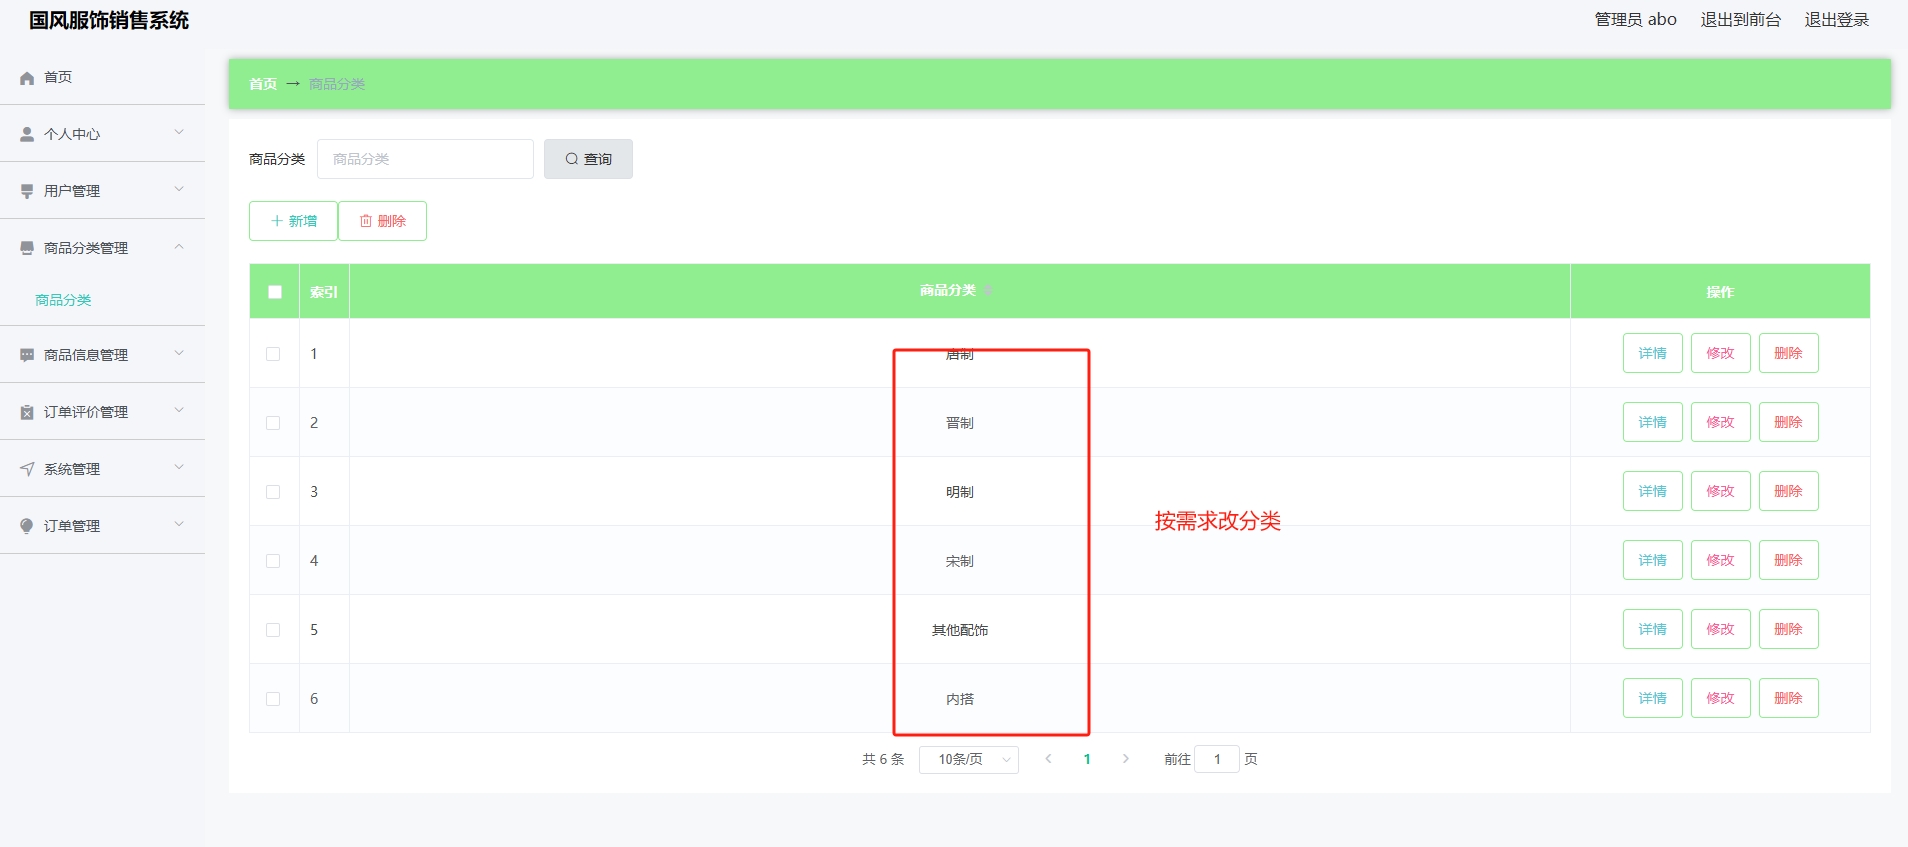 国风服饰销售系统
管理员 abo 退出到前台 退出登录
首页
个人中心
用户管理
商品分类管理
商品分类
商品信息管理
订单评价管理
系统管理
订单管理
首页 → 商品分类
商品分类 商品分类 查询
新增 删除
索引 商品分类 操作
1 唐制 详情 修改 删除
2 晋制 详情 修改 删除
3 明制 详情 修改 删除
按需求改分类
4 宋制 详情 修改 删除
5 其他配饰 详情 修改 删除
6 内搭 详情 修改 删除
共 6 条 10条/页 1 前往 1 页